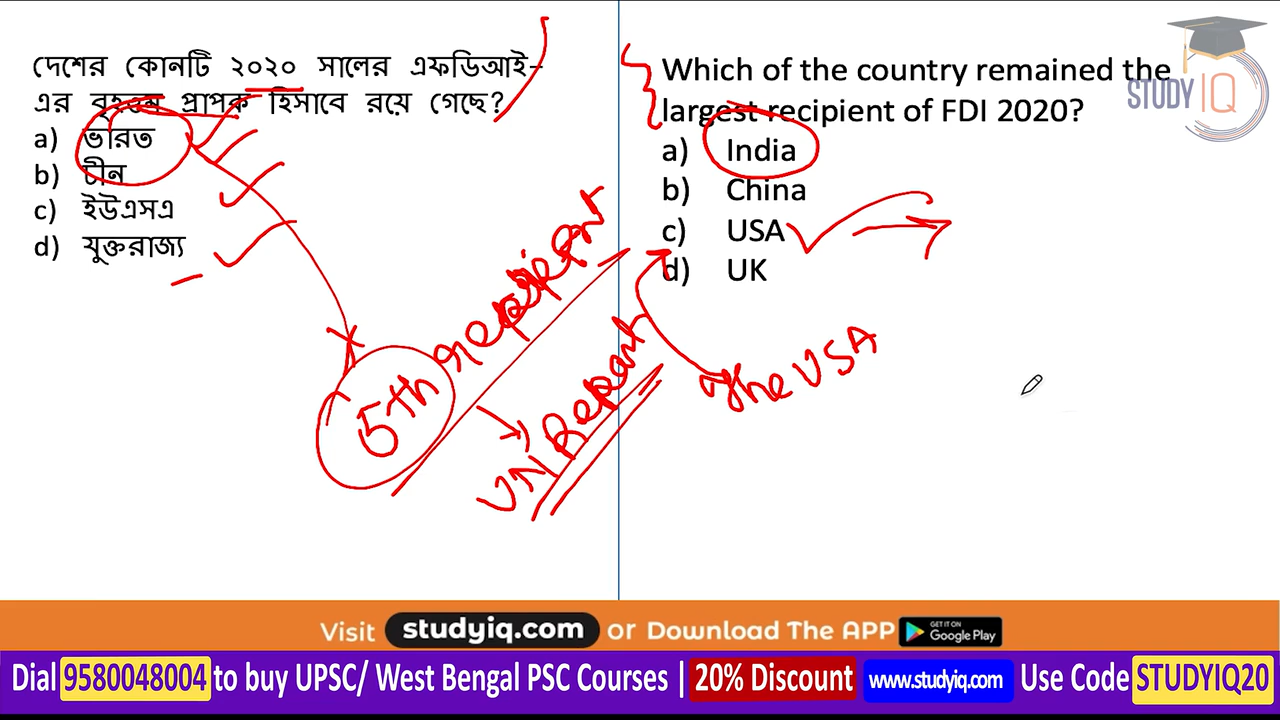 দেশের কোনটি ২০২০ সালের এফডিআই-
এর বৃহত্তম প্রাপক হিসাবে রয়ে গেছে?
a) ভারত
b) চীন
c) ইউএসএ
d) যুক্তরাজ্য
5th recipient
UN Report
Which of the country remained the
largest recipient of FDI 2020?
a) India
b) China
c) USA
d) UK
The USA
STUDY IQ
Visit studyiq.com or Download The APP GET IT ON Google Play
Dial 9580048004 to buy UPSC/ West Bengal PSC Courses | 20% Discount www.studyiq.com Use Code STUDYIQ20